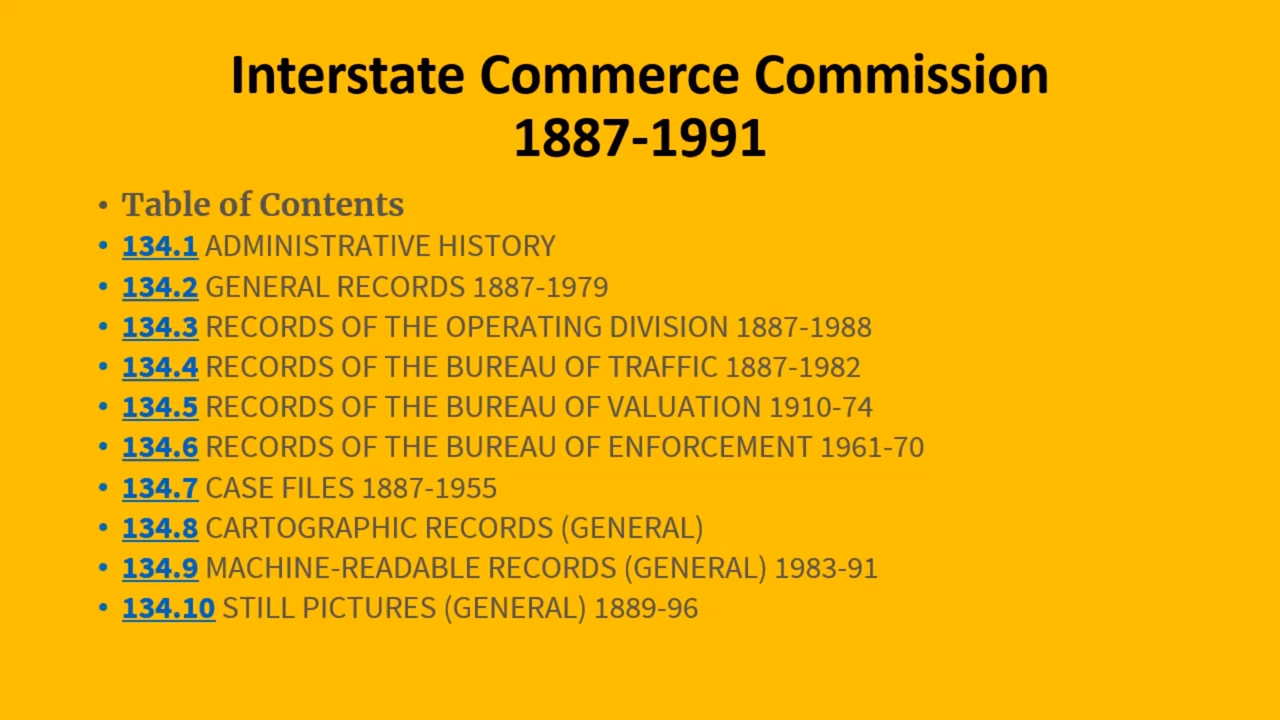 Interstate Commerce Commission
1887-1991
• Table of Contents
• 134.1 ADMINISTRATIVE HISTORY
• 134.2 GENERAL RECORDS 1887-1979
• 134.3 RECORDS OF THE OPERATING DIVISION 1887-1988
• 134.4 RECORDS OF THE BUREAU OF TRAFFIC 1887-1982
• 134.5 RECORDS OF THE BUREAU OF VALUATION 1910-74
• 134.6 RECORDS OF THE BUREAU OF ENFORCEMENT 1961-70
• 134.7 CASE FILES 1887-1955
• 134.8 CARTOGRAPHIC RECORDS (GENERAL)
• 134.9 MACHINE-READABLE RECORDS (GENERAL) 1983-91
• 134.10 STILL PICTURES (GENERAL) 1889-96